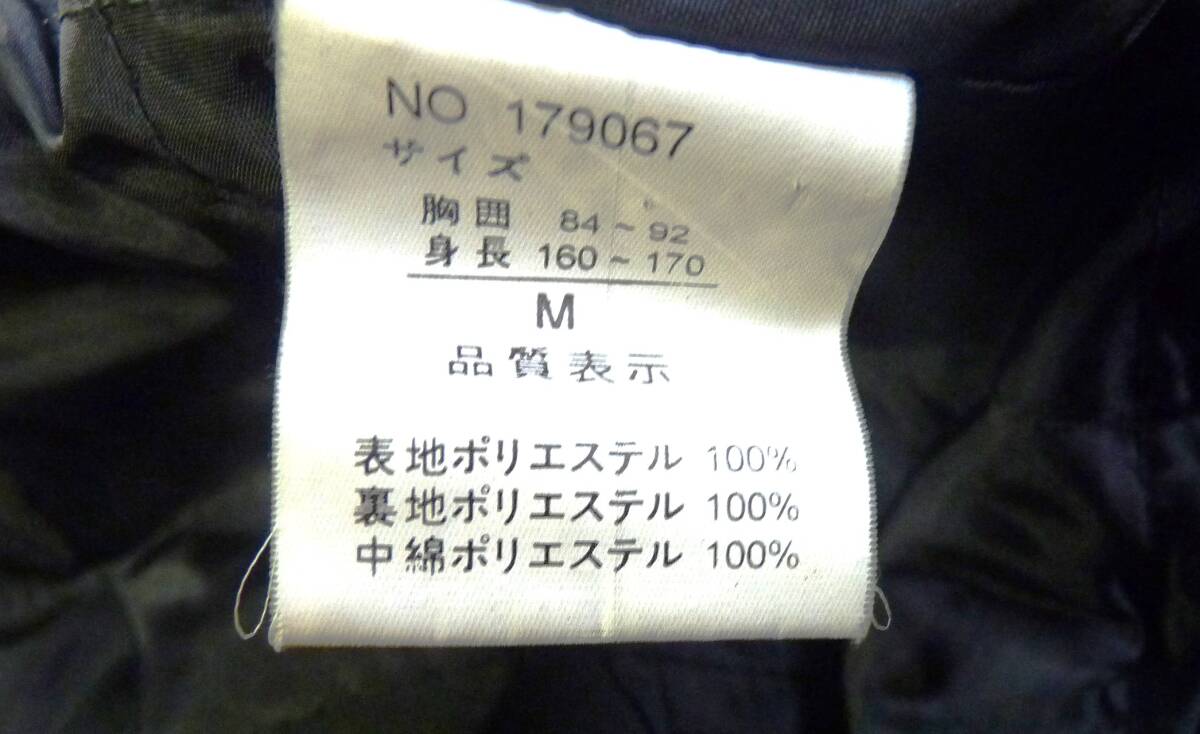 NO 179067
サイズ
胸囲 84~92
身長 160~170
M
品質表示
表地ポリエステル 100%
裏地ポリエステル 100%
中綿ポリエステル 100%